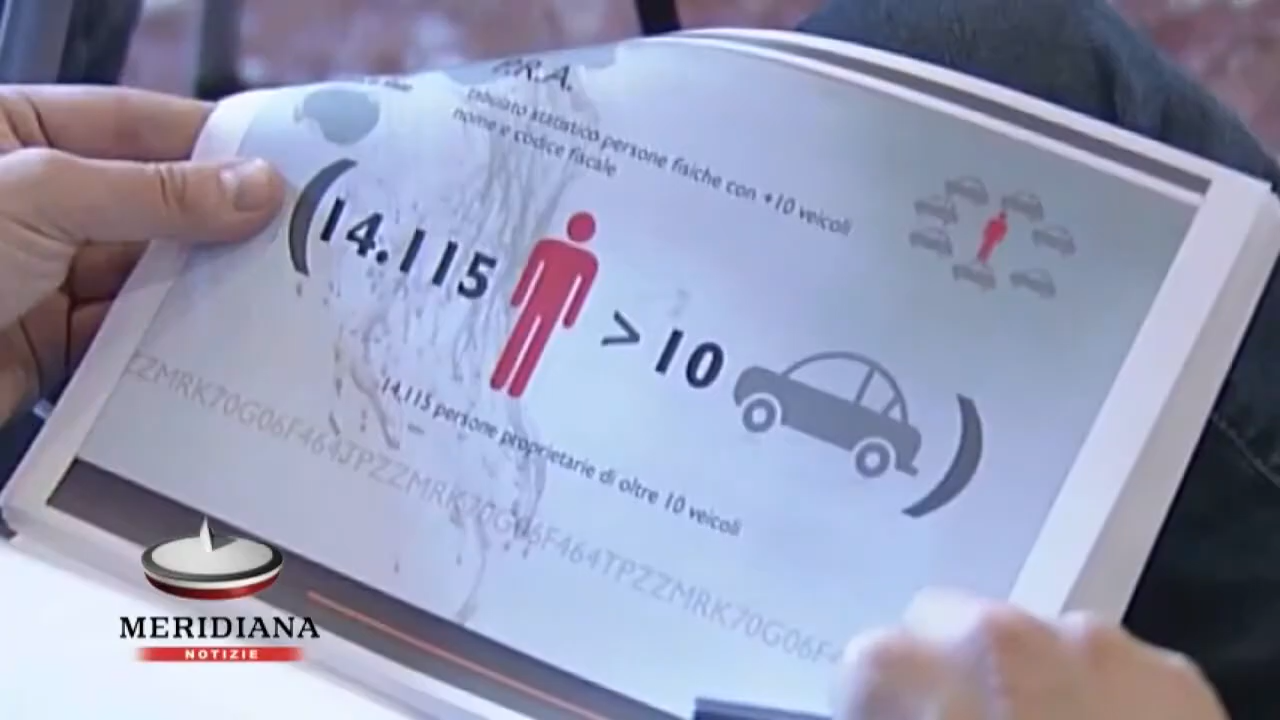 P.R.A.
tabulato statistico persone fisiche con +10 veicoli
nome e codice fiscale
(14.115 > 10 )
14.115 persone proprietarie di oltre 10 veicoli
ZZMRK70G06F464JPZZMRK70G06F464TPZZMRK70G06F4
MERIDIANA
NOTIZIE